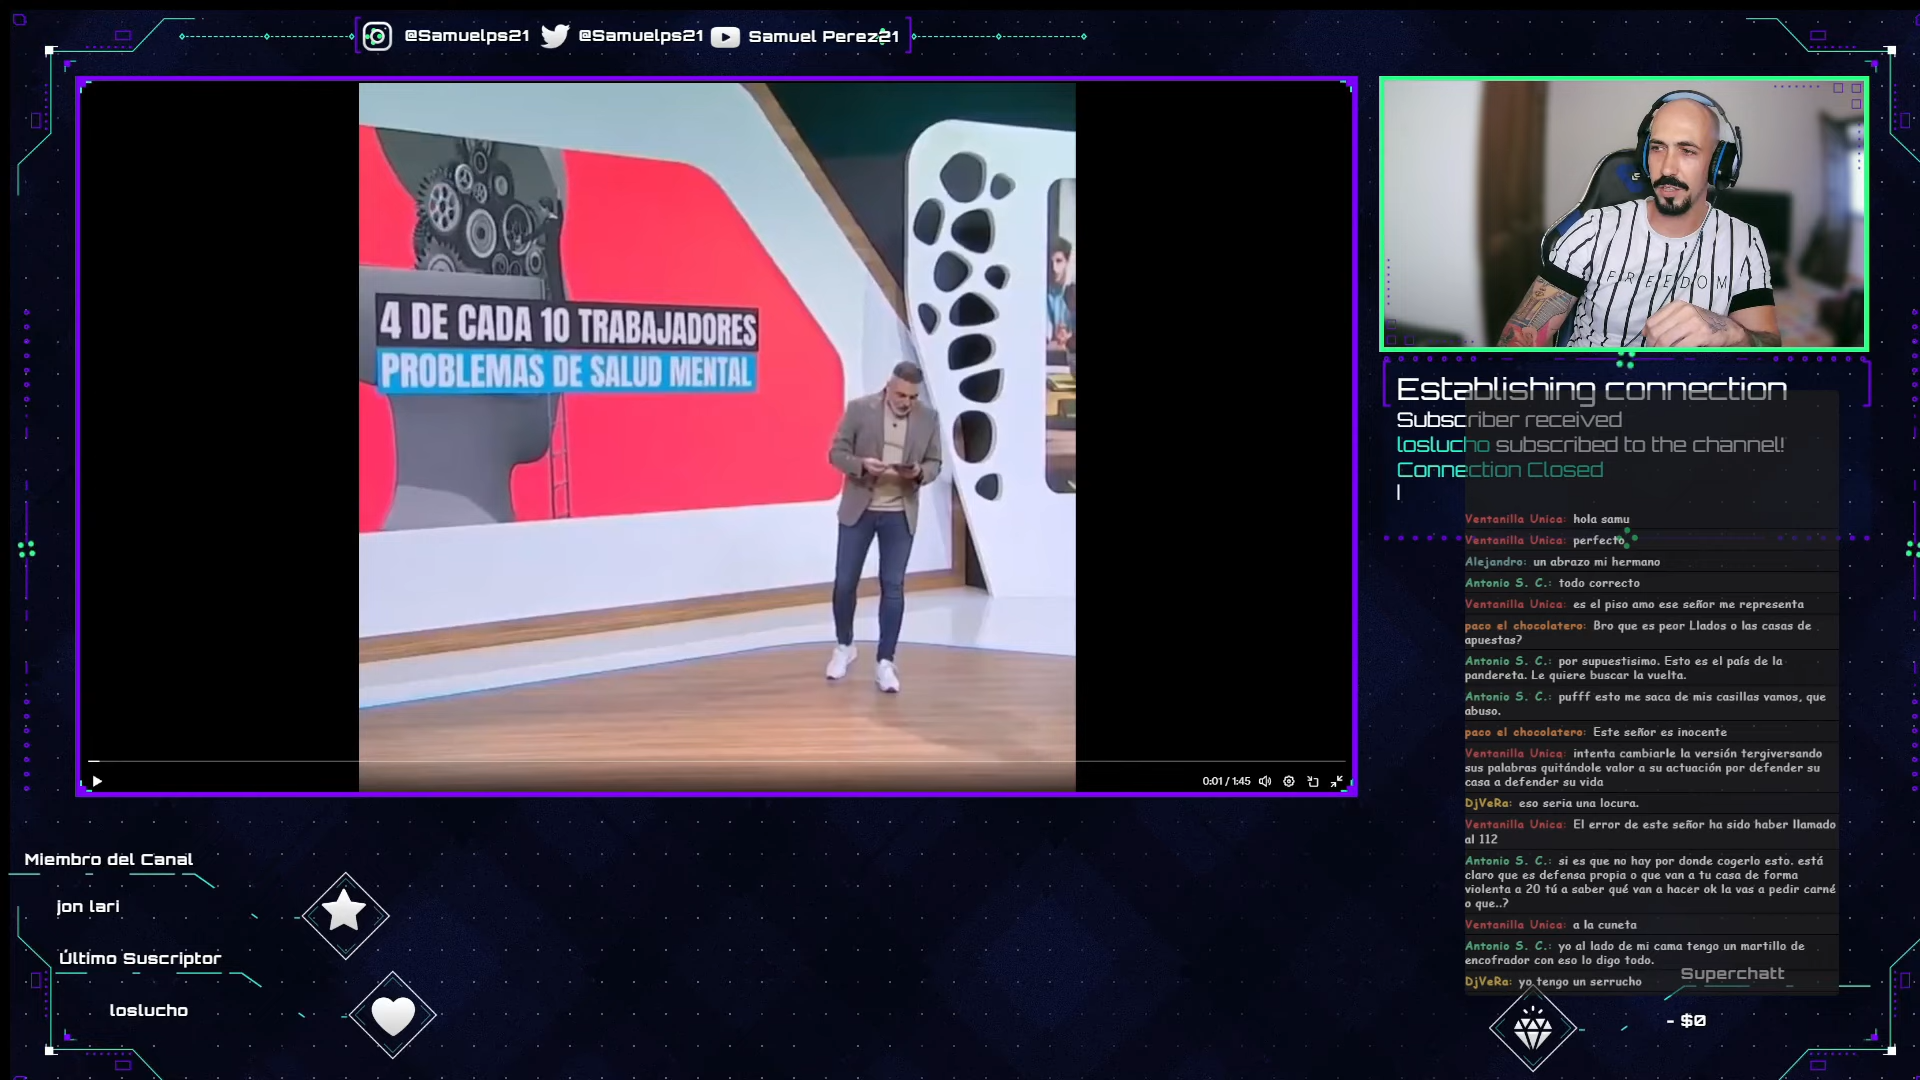 @Samuelps21 @Samuelps21 Samuel Perez21
4 DE CADA 10 TRABAJADORES
PROBLEMAS DE SALUD MENTAL
0:01 / 1:45
FREEDOM
Establishing connection
Subscriber received
loslucho subscribed to the channel!
Connection Closed
Ventanilla Unica: hola samu
Ventanilla Unica: perfecto
Alejandro: un abrazo mi hermano
Antonio S. C.: todo correcto
Ventanilla Unica: es el piso amo ese señor me representa
paco el chocolatero: Bro que es peor Llados o las casas de
apuestas?
Antonio S. C.: por supuestisimo. Esto es el país de la
pandereta. Le quiere buscar la vuelta.
Antonio S. C.: pufff esto me saca de mis casillas vamos, que
abuso.
paco el chocolatero: Este señor es inocente
Ventanilla Unica: intenta cambiarle la versión tergiversando
sus palabras quitándole valor a su actuación por defender su
casa a defender su vida
DjVeRa: eso seria una locura.
Ventanilla Unica: El error de este señor ha sido haber llamado
al 112
Antonio S. C.: si es que no hay por donde cogerlo esto. está
claro que es defensa propia o que van a tu casa de forma
violenta a 20 tú a saber qué van a hacer ok la vas a pedir carné
o que..?
Ventanilla Unica: a la cuneta
Antonio S. C.: yo al lado de mi cama tengo un martillo de
encofrador con eso lo digo todo.
DjVeRa: yo tengo un serrucho
Superchatt
- $0
Miembro del Canal
jon lari
Último Suscriptor
loslucho